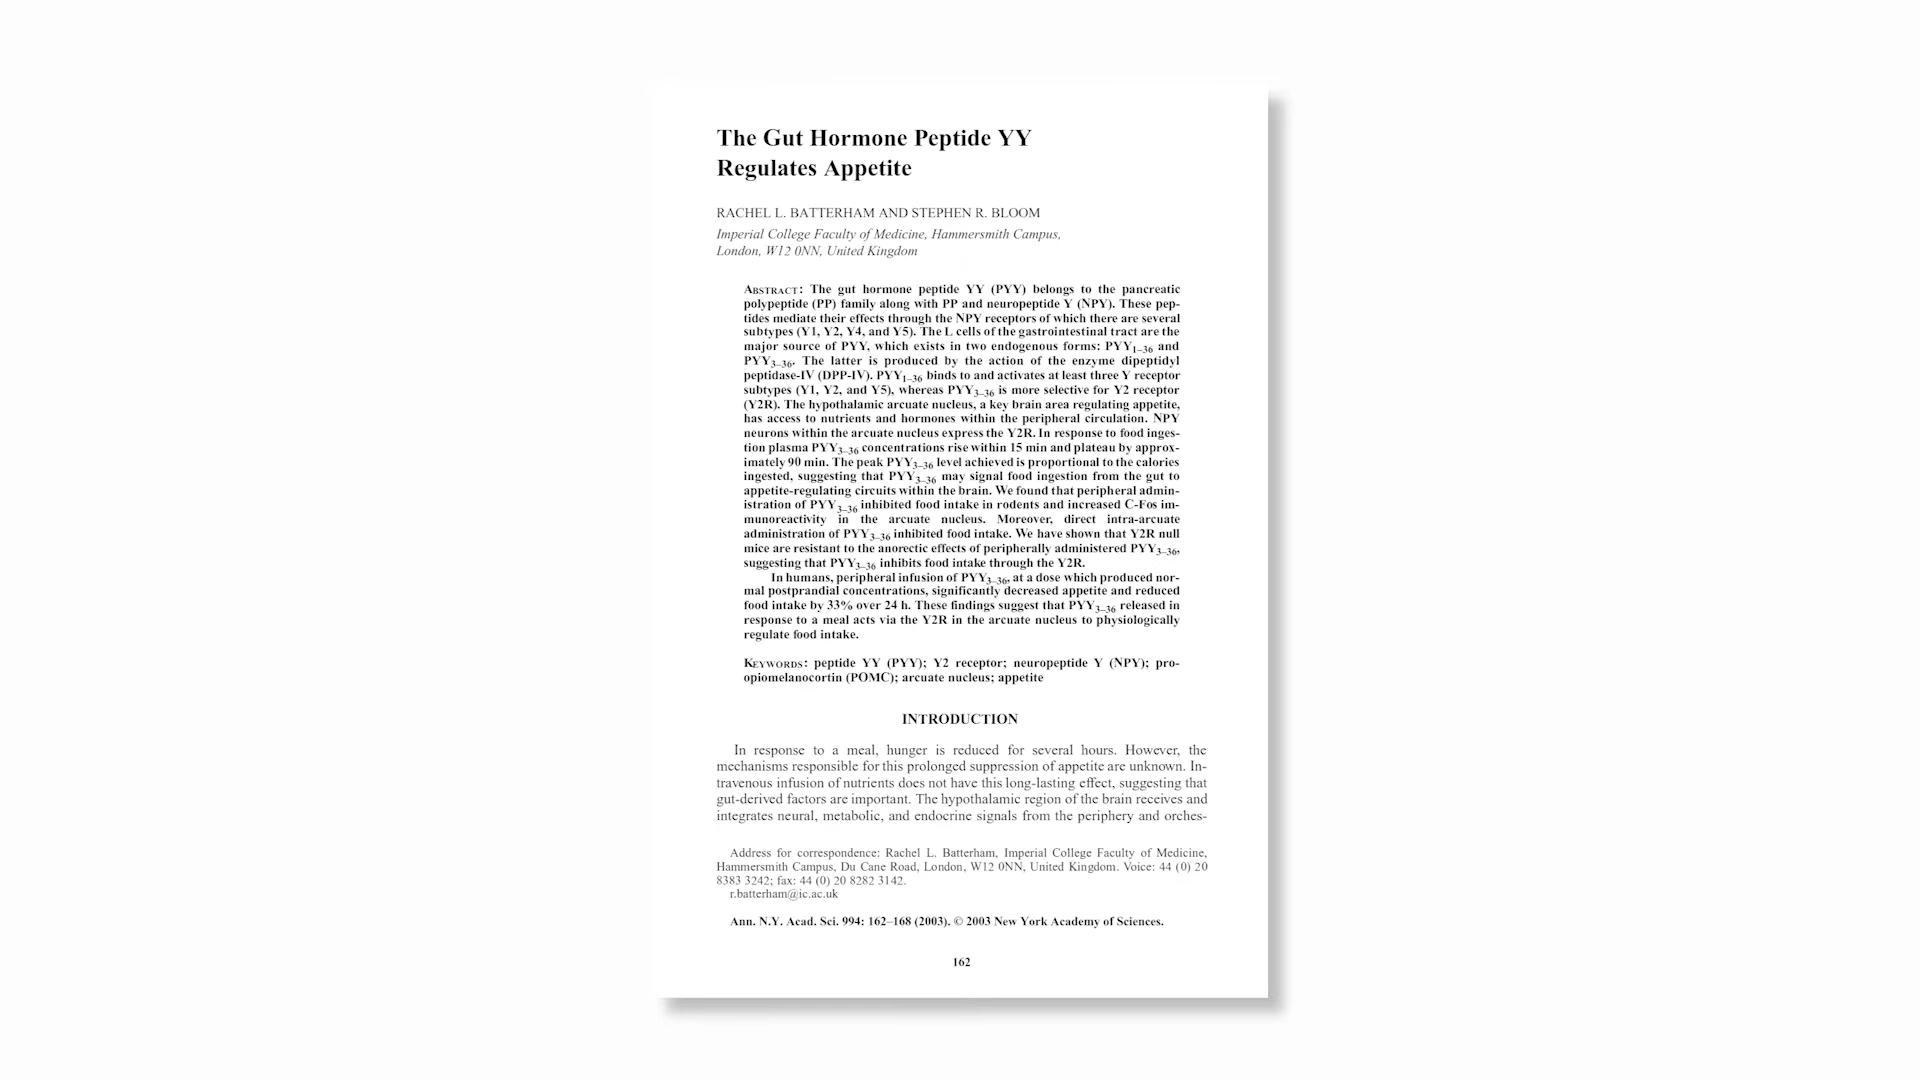 The Gut Hormone Peptide YY
Regulates Appetite
RACHEL L. BATTERHAM AND STEPHEN R. BLOOM
Imperial College Faculty of Medicine, Hammersmith Campus,
London, W12 0NN, United Kingdom
ABSTRACT: The gut hormone peptide YY (PYY) belongs to the pancreatic
polypeptide (PP) family along with PP and neuropeptide Y (NPY). These pep-
tides mediate their effects through the NPY receptors of which there are several
subtypes (Y1, Y2, Y4, and Y5). The L cells of the gastrointestinal tract are the
major source of PYY, which exists in two endogenous forms: PYY1–36 and
PYY3–36. The latter is produced by the action of the enzyme dipeptidyl
peptidase-IV (DPP-IV). PYY1–36 binds to and activates at least three Y receptor
subtypes (Y1, Y2, and Y5), whereas PYY3–36 is more selective for Y2 receptor
(Y2R). The hypothalamic arcuate nucleus, a key brain area regulating appetite,
has access to nutrients and hormones within the peripheral circulation. NPY
neurons within the arcuate nucleus express the Y2R. In response to food inges-
tion plasma PYY3–36 concentrations rise within 15 min and plateau by approx-
imately 90 min. The peak PYY3–36 level achieved is proportional to the calories
ingested, suggesting that PYY3–36 may signal food ingestion from the gut to
appetite-regulating circuits within the brain. We found that peripheral admin-
istration of PYY3–36 inhibited food intake in rodents and increased C-Fos im-
munoreactivity in the arcuate nucleus. Moreover, direct intra-arcuate
administration of PYY3–36 inhibited food intake. We have shown that Y2R null
mice are resistant to the anorectic effects of peripherally administered PYY3–36,
suggesting that PYY3–36 inhibits food intake through the Y2R.
In humans, peripheral infusion of PYY3–36, at a dose which produced nor-
mal postprandial concentrations, significantly decreased appetite and reduced
food intake by 33% over 24 h. These findings suggest that PYY3–36 released in
response to a meal acts via the Y2R in the arcuate nucleus to physiologically
regulate food intake.
KEYWORDS: peptide YY (PYY); Y2 receptor; neuropeptide Y (NPY); pro-
opiomelanocortin (POMC); arcuate nucleus; appetite
INTRODUCTION
In response to a meal, hunger is reduced for several hours. However, the
mechanisms responsible for this prolonged suppression of appetite are unknown. In-
travenous infusion of nutrients does not have this long-lasting effect, suggesting that
gut-derived factors are important. The hypothalamic region of the brain receives and
integrates neural, metabolic, and endocrine signals from the periphery and orches-
Address for correspondence: Rachel L. Batterham, Imperial College Faculty of Medicine,
Hammersmith Campus, Du Cane Road, London, W12 0NN, United Kingdom. Voice: 44 (0) 20
8383 3242; fax: 44 (0) 20 8282 3142.
r.batterham@ic.ac.uk
Ann. N.Y. Acad. Sci. 994: 162–168 (2003). © 2003 New York Academy of Sciences.
162